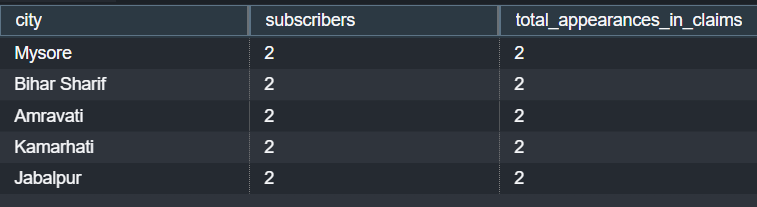 city subscribers total_appearances_in_claims
Mysore 2 2
Bihar Sharif 2 2
Amravati 2 2
Kamarhati 2 2
Jabalpur 2 2